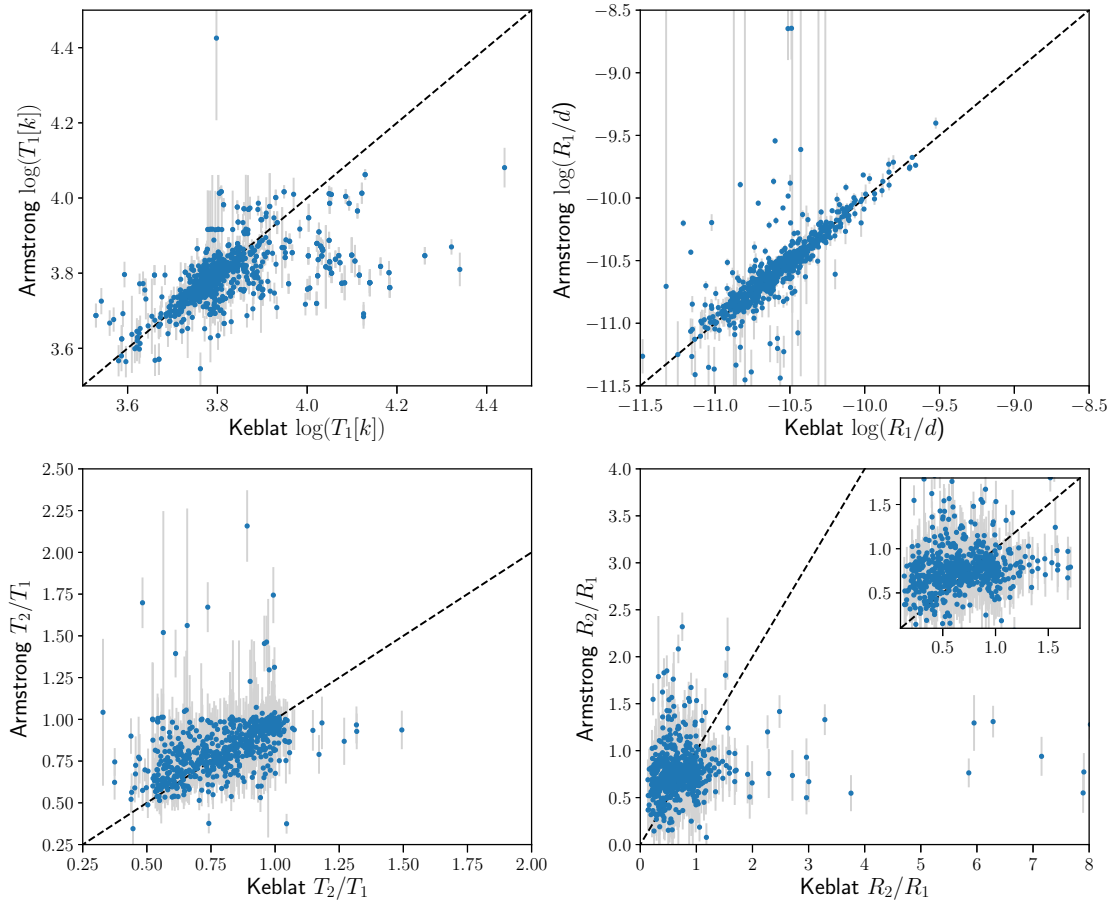 4.4
4.2
4.0
3.8
3.6
Armstrong log(T₁[k])
3.6 3.8 4.0 4.2 4.4
Keblat log(T₁[k])
−8.5
−9.0
−9.5
−10.0
−10.5
−11.0
−11.5
Armstrong log(R₁/d)
−11.5 −11.0 −10.5 −10.0 −9.5 −9.0 −8.5
Keblat log(R₁/d)
2.50
2.25
2.00
1.75
1.50
1.25
1.00
0.75
0.50
0.25
Armstrong T₂/T₁
0.25 0.50 0.75 1.00 1.25 1.50 1.75 2.00
Keblat T₂/T₁
4.0
3.5
3.0
2.5
2.0
1.5
1.0
0.5
0.0
Armstrong R₂/R₁
0 1 2 3 4 5 6 7 8
Keblat R₂/R₁
1.5
1.0
0.5
0.5 1.0 1.5